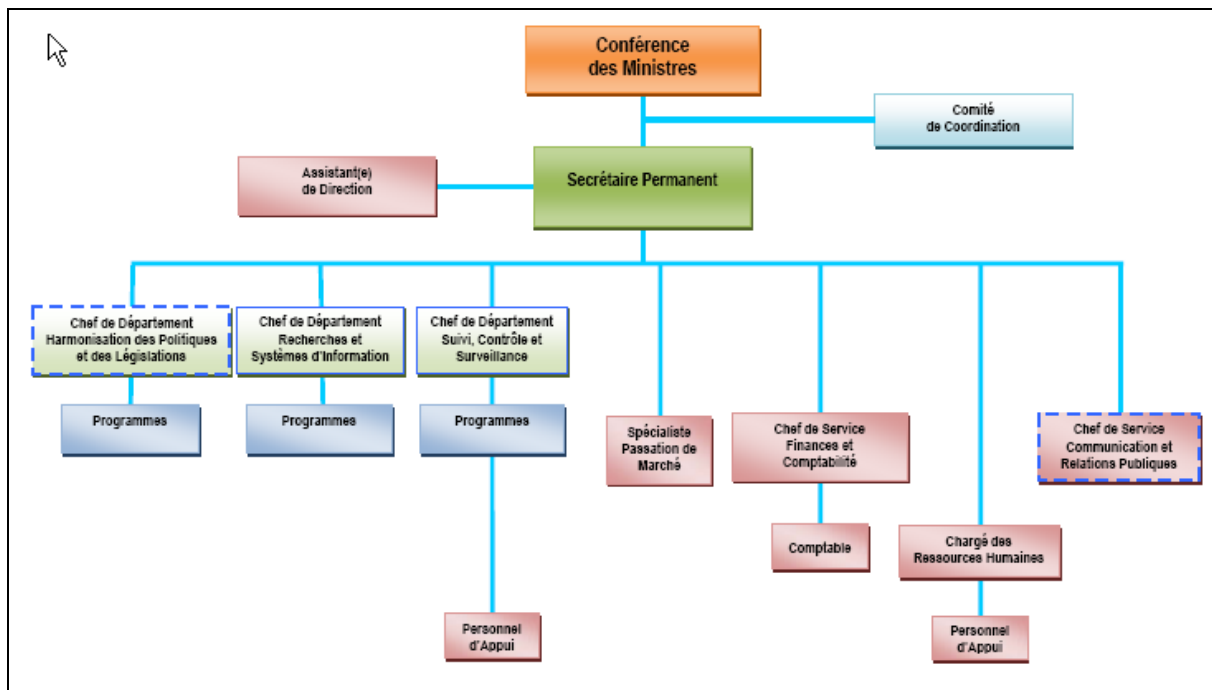 Conférence
des Ministres
Comité
de Coordination
Assistant(e)
de Direction
Secrétaire Permanent
Chef de Département
Harmonisation des Politiques
et des Législations
Chef de Département
Recherches et
Systèmes d'Information
Chef de Département
Suivi, Contrôle et
Surveillance
Programmes
Programmes
Programmes
Spécialiste
Passation de
Marché
Chef de Service
Finances et
Comptabilité
Chef de Service
Communication et
Relations Publiques
Comptable
Chargé des
Ressources Humaines
Personnel
d'Appui
Personnel
d'Appui